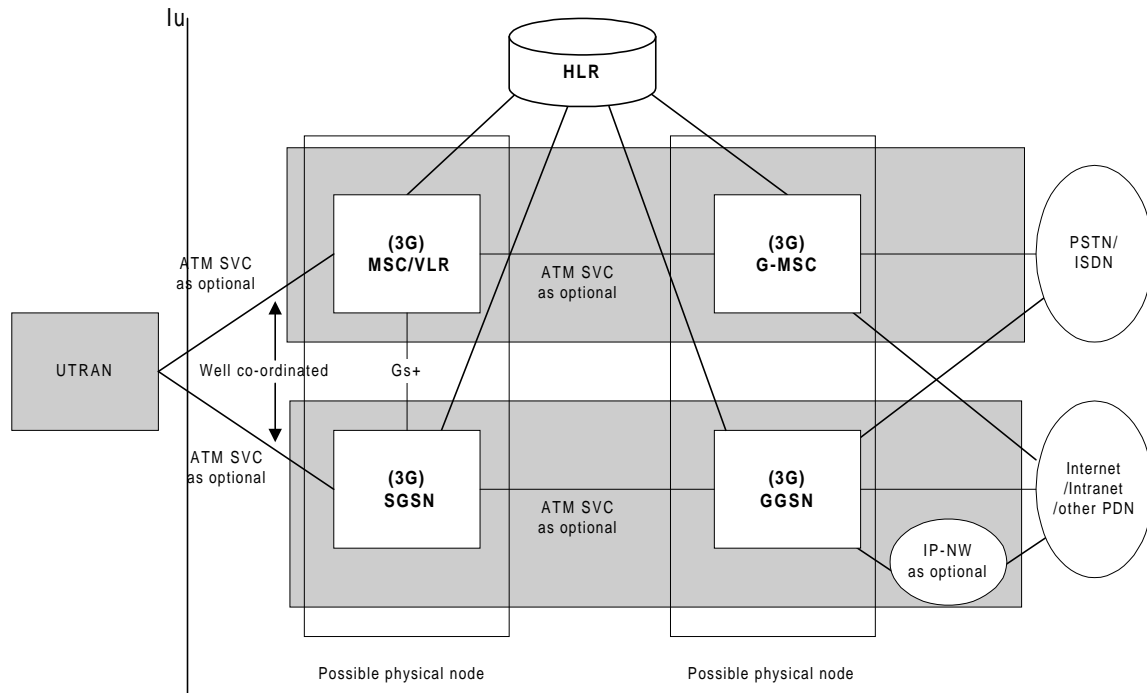 Iu
HLR
(3G)
MSC/VLR
(3G)
G-MSC
PSTN/
ISDN
ATM SVC
as optional
ATM SVC
as optional
UTRAN
Well co-ordinated
Gs+
ATM SVC
as optional
(3G)
SGSN
ATM SVC
as optional
(3G)
GGSN
Internet
/Intranet
/other PDN
IP-NW
as optional
Possible physical node
Possible physical node